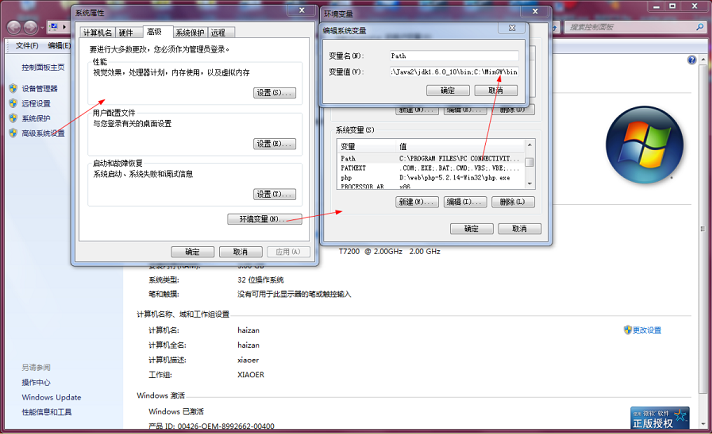 系统属性
计算机名 硬件 高级 系统保护 远程
要进行大多数更改，您必须作为管理员登录。
性能
视觉效果，处理器计划，内存使用，以及虚拟内存
设置(S)...
用户配置文件
与您登录有关的桌面设置
设置(E)...
启动和故障恢复
系统启动、系统失败和调试信息
设置(T)...
环境变量(N)...
确定 取消 应用(A)
环境变量
编辑系统变量
变量名(N): Path
变量值(V): :\Java2\jdk1.6.0_10\bin;C:\MinGW\bin
确定 取消
新建(N)... 编辑(E)... 删除(D)
系统变量(S)
变量 值
Path C:\PROGRAM FILES\PC CONNECTIVIT...
PATHEXT .COM;.EXE;.BAT;.CMD;.VBS;.VBE;....
php D:\web\php-5.2.14-Win32\php.exe
PROCESSOR_AR x86
新建(W)... 编辑(I)... 删除(L)
确定 取消
搜索控制面板
文件(F) 编辑(E)
控制面板主页
设备管理器
远程设置
系统保护
高级系统设置
T7200 @ 2.00GHz 2.00 GHz
系统类型: 32 位操作系统
笔和触摸: 没有可用于此显示器的笔或触控输入
计算机名称、域和工作组设置
计算机名: haizan
更改设置
计算机全名: haizan
计算机描述: xiaoer
工作组: XIAOER
Windows 激活
Windows 已激活
产品 ID: 00426-OEM-8992662-00400
另请参阅
操作中心
Windows Update
性能信息和工具
微软 软件
正版授权